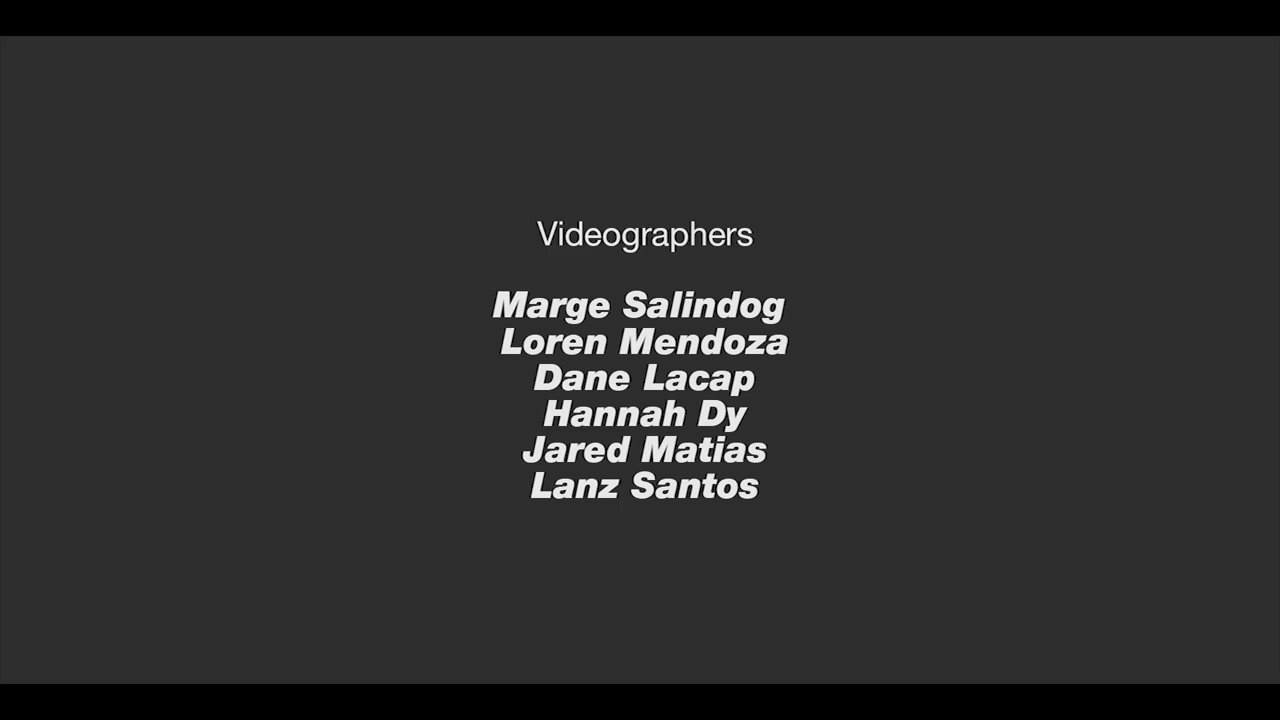 Videographers
Marge Salindog
Loren Mendoza
Dane Lacap
Hannah Dy
Jared Matias
Lanz Santos